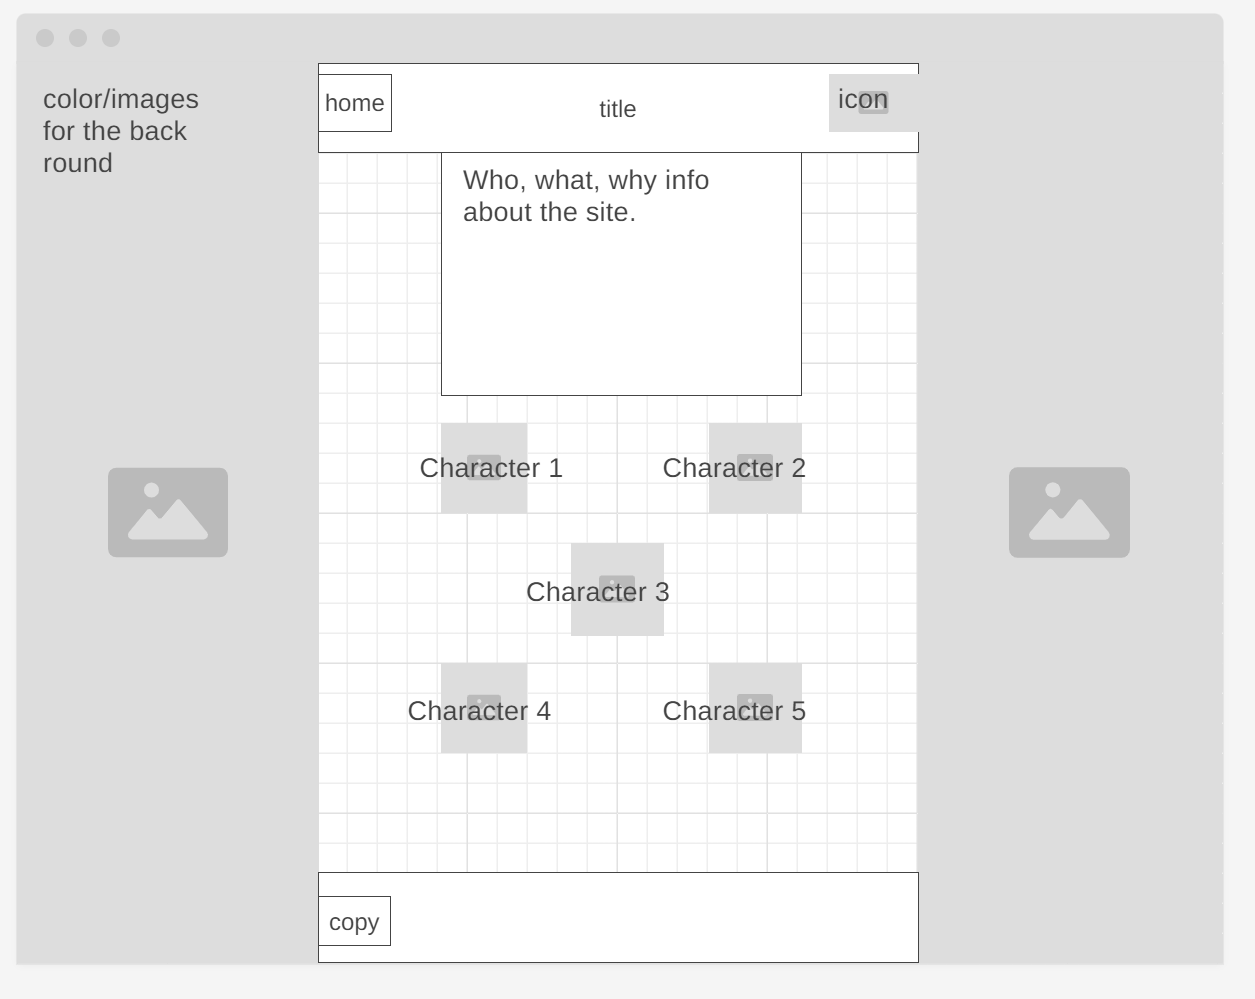 color/images
for the back
round
home
title
icon
Who, what, why info
about the site.
Character 1
Character 2
Character 3
Character 4
Character 5
copy